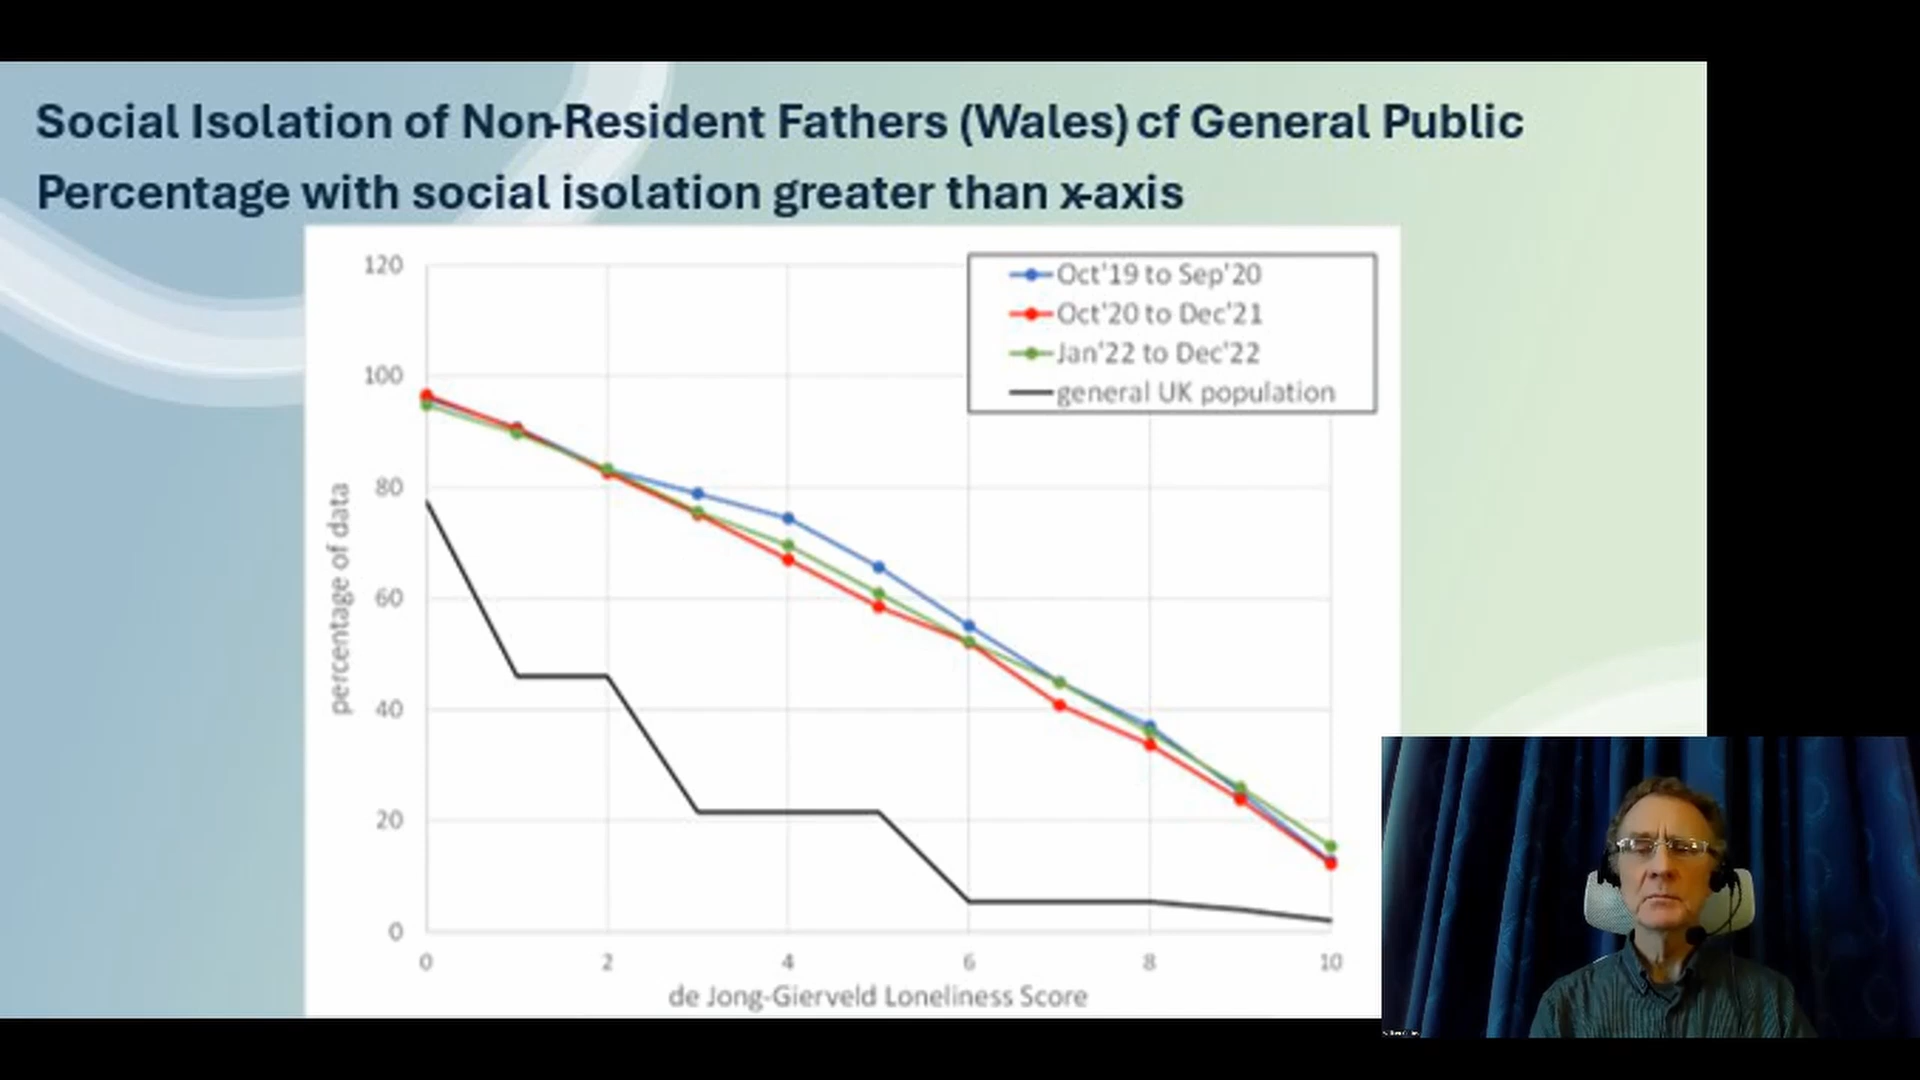 Social Isolation of Non-Resident Fathers (Wales) cf General Public
Percentage with social isolation greater than x-axis
120
100
80
60
40
20
0
percentage of data
Oct'19 to Sep'20
Oct'20 to Dec'21
Jan'22 to Dec'22
general UK population
0 2 4 6 8 10
de Jong-Gierveld Loneliness Score